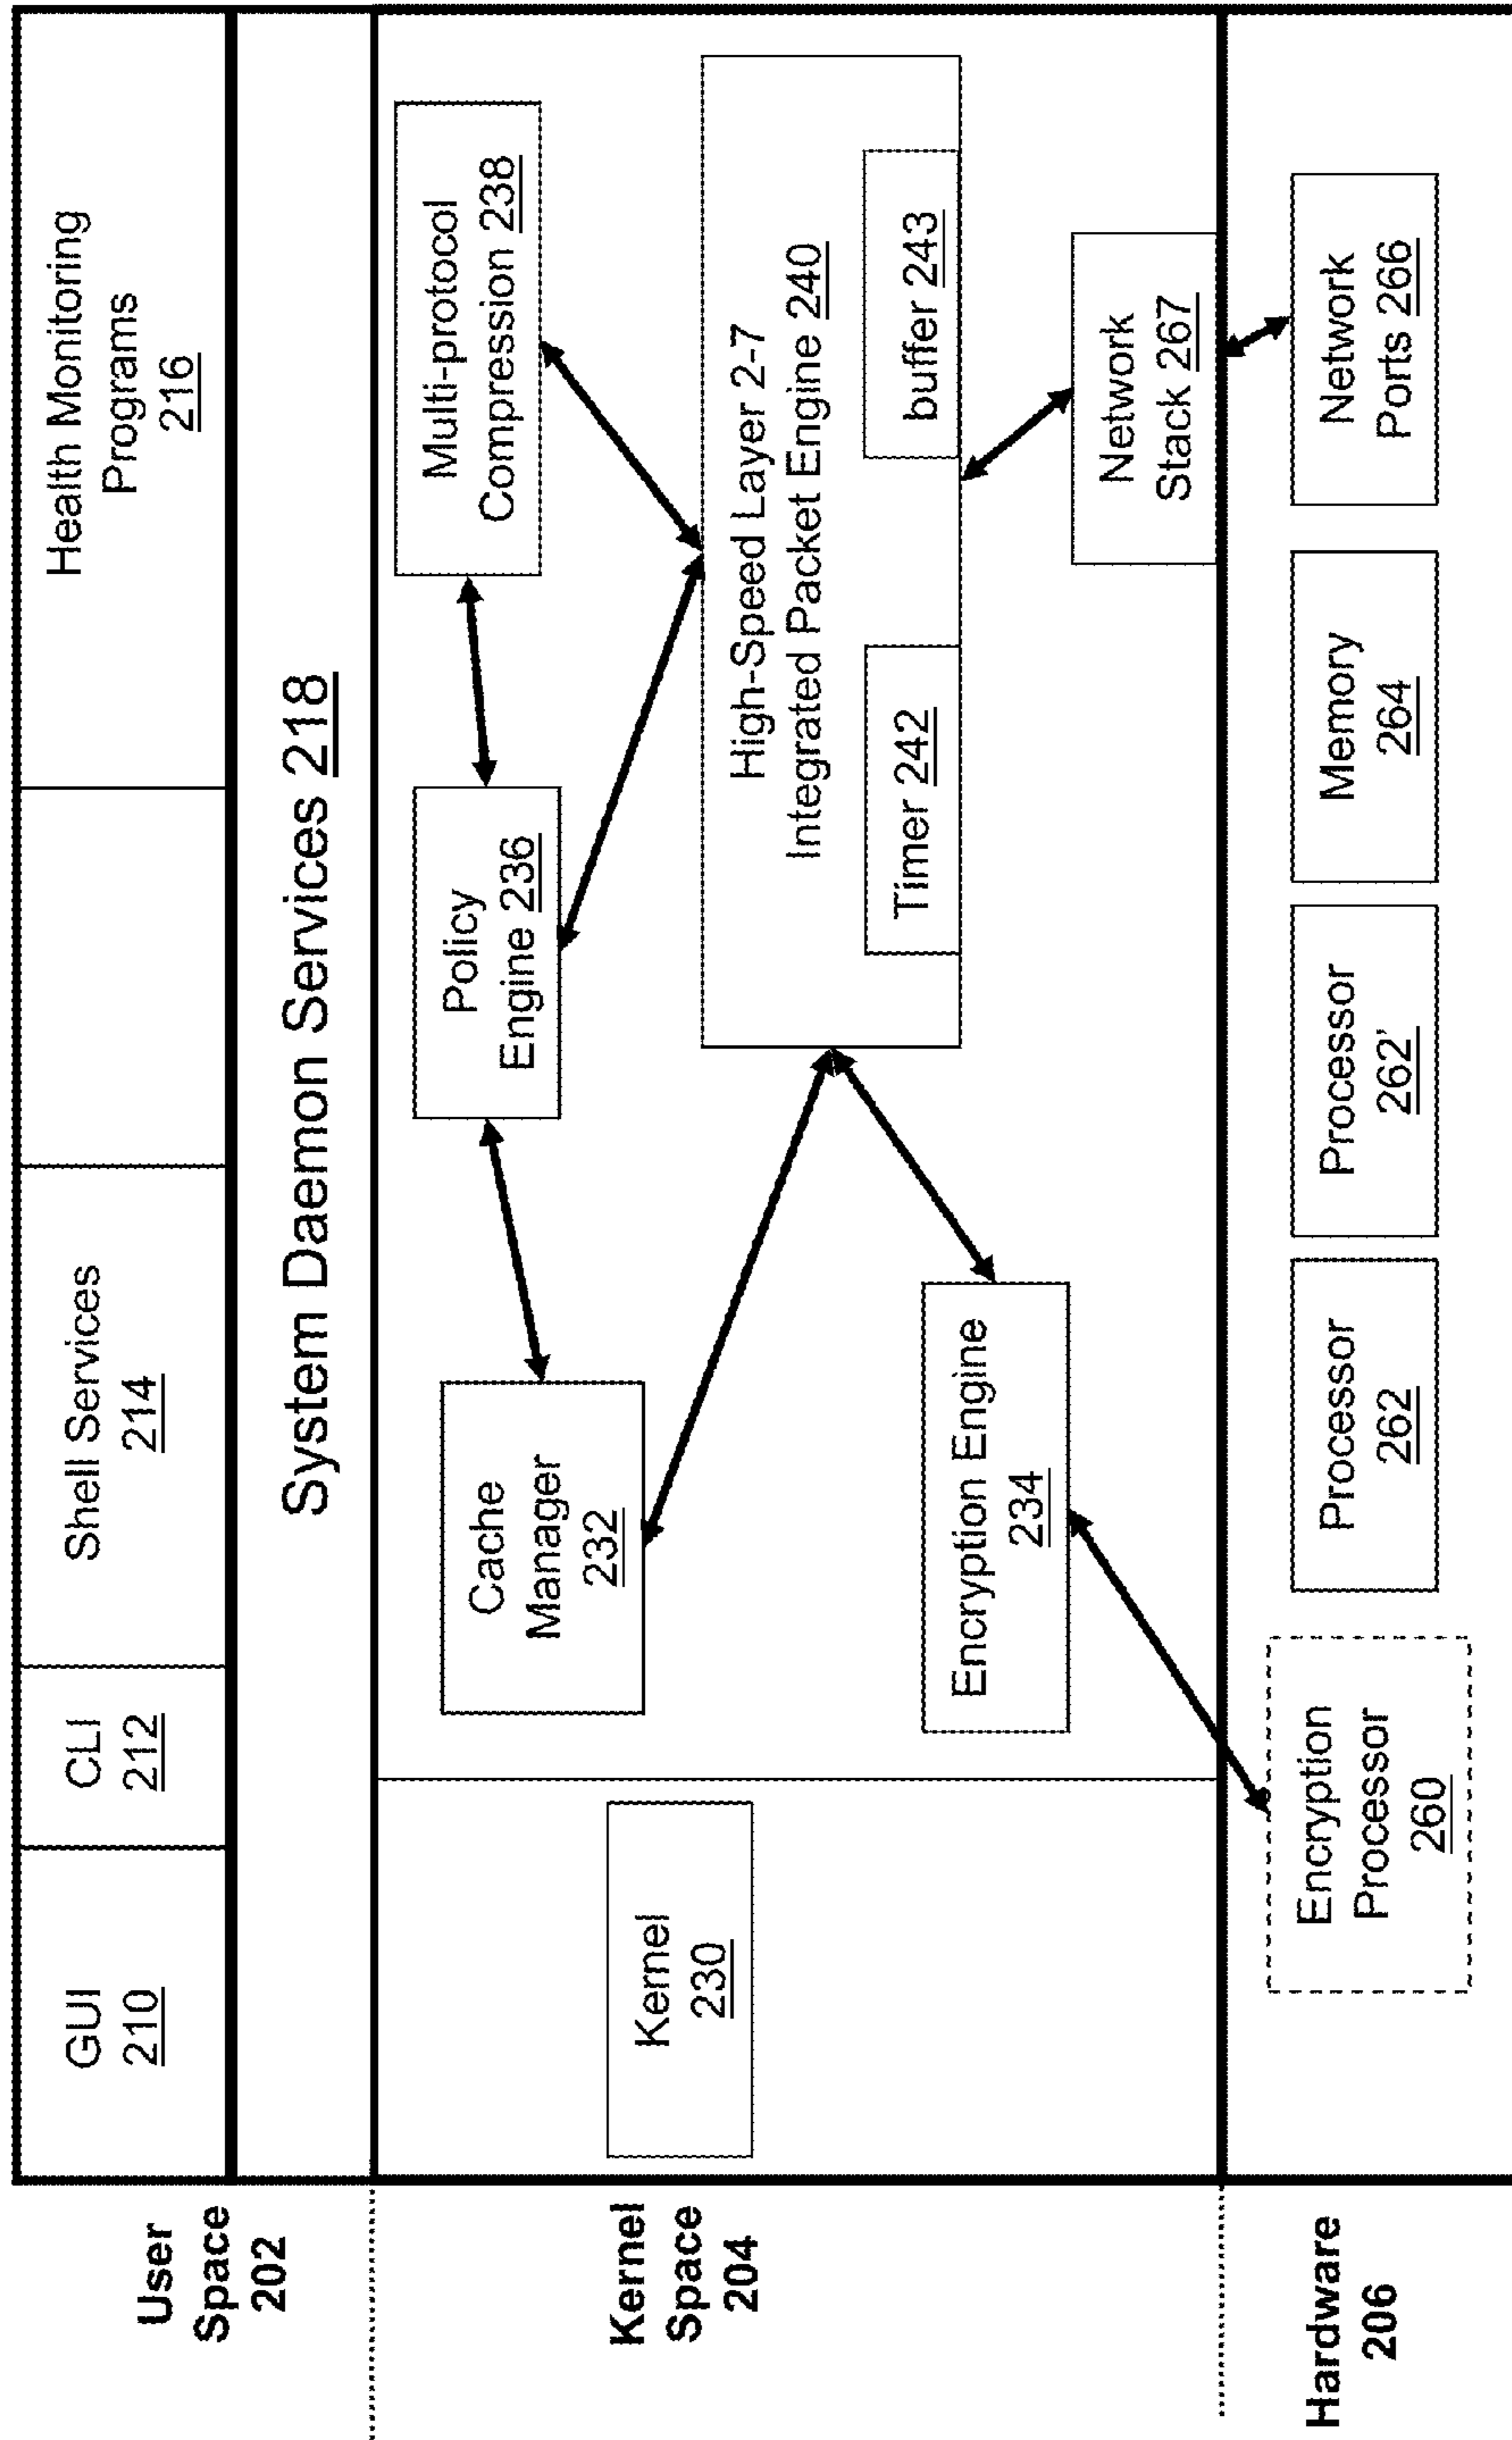 User
Space
202
GUI
210
CLI
212
Shell Services
214
Health Monitoring
Programs
216
System Daemon Services 218
Kernel
Space
204
Kernel
230
Cache
Manager
232
Policy
Engine 236
Multi-protocol
Compression 238
High-Speed Layer 2-7
Integrated Packet Engine 240
Timer 242
buffer 243
Encryption Engine
234
Network
Stack 267
Hardware
206
Encryption
Processor
260
Processor
262
Processor
262'
Memory
264
Network
Ports 266